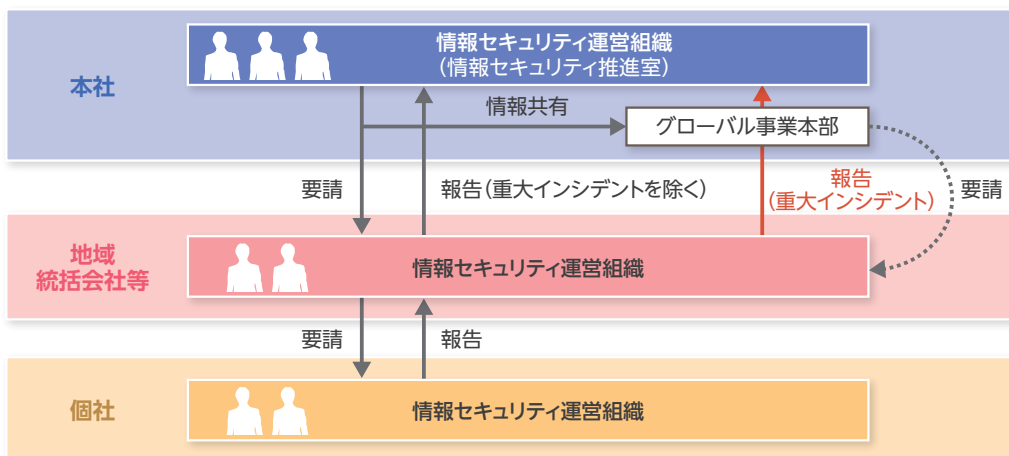 本社
情報セキュリティ運営組織
（情報セキュリティ推進室）
情報共有
グローバル事業本部
要請
報告（重大インシデントを除く）
報告
（重大インシデント）
要請
地域
統括会社等
情報セキュリティ運営組織
要請
報告
個社
情報セキュリティ運営組織